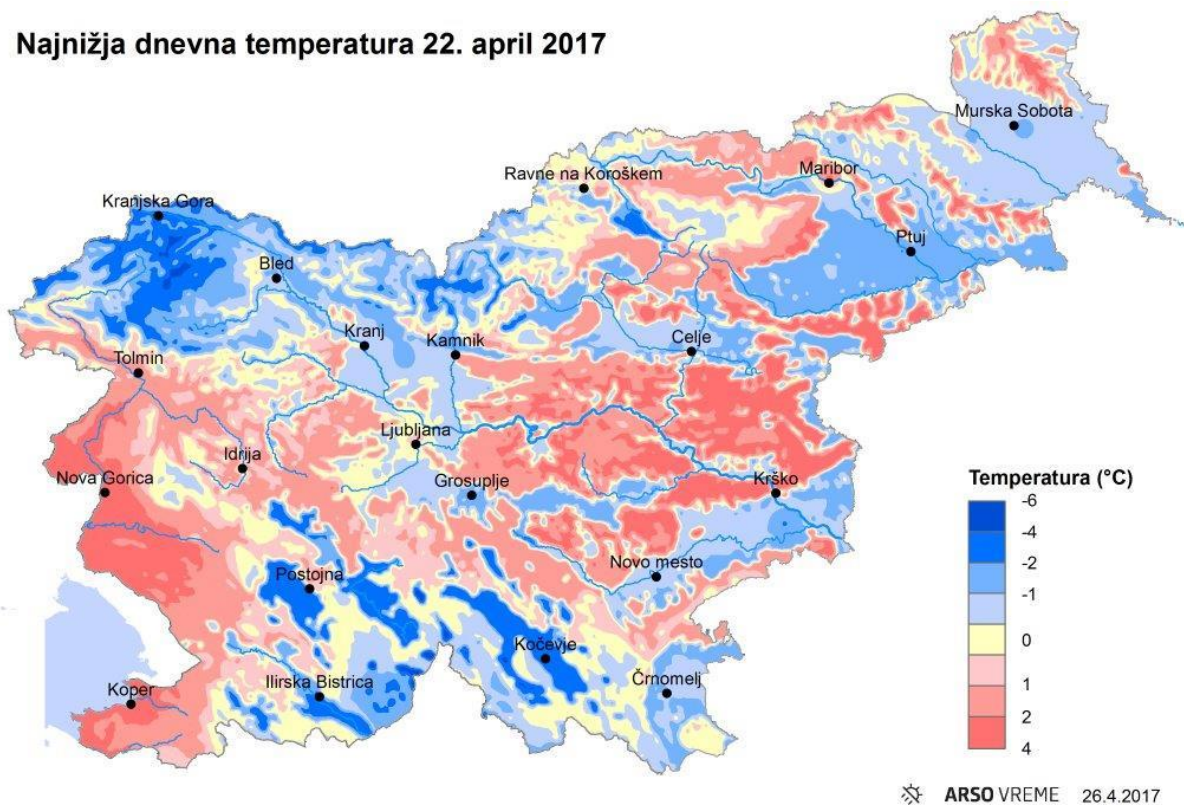 Najnižja dnevna temperatura 22. april 2017
Murska Sobota
Ravne na Koroškem
Maribor
Kranjska Gora
Ptuj
Bled
Kranj
Kamnik
Celje
Tolmin
Ljubljana
Idrija
Nova Gorica
Grosuplje
Krško
Novo mesto
Postojna
Kočevje
Ilirska Bistrica
Črnomelj
Koper
Temperatura (°C)
-6
-4
-2
-1
0
1
2
4
ARSO VREME 26.4.2017